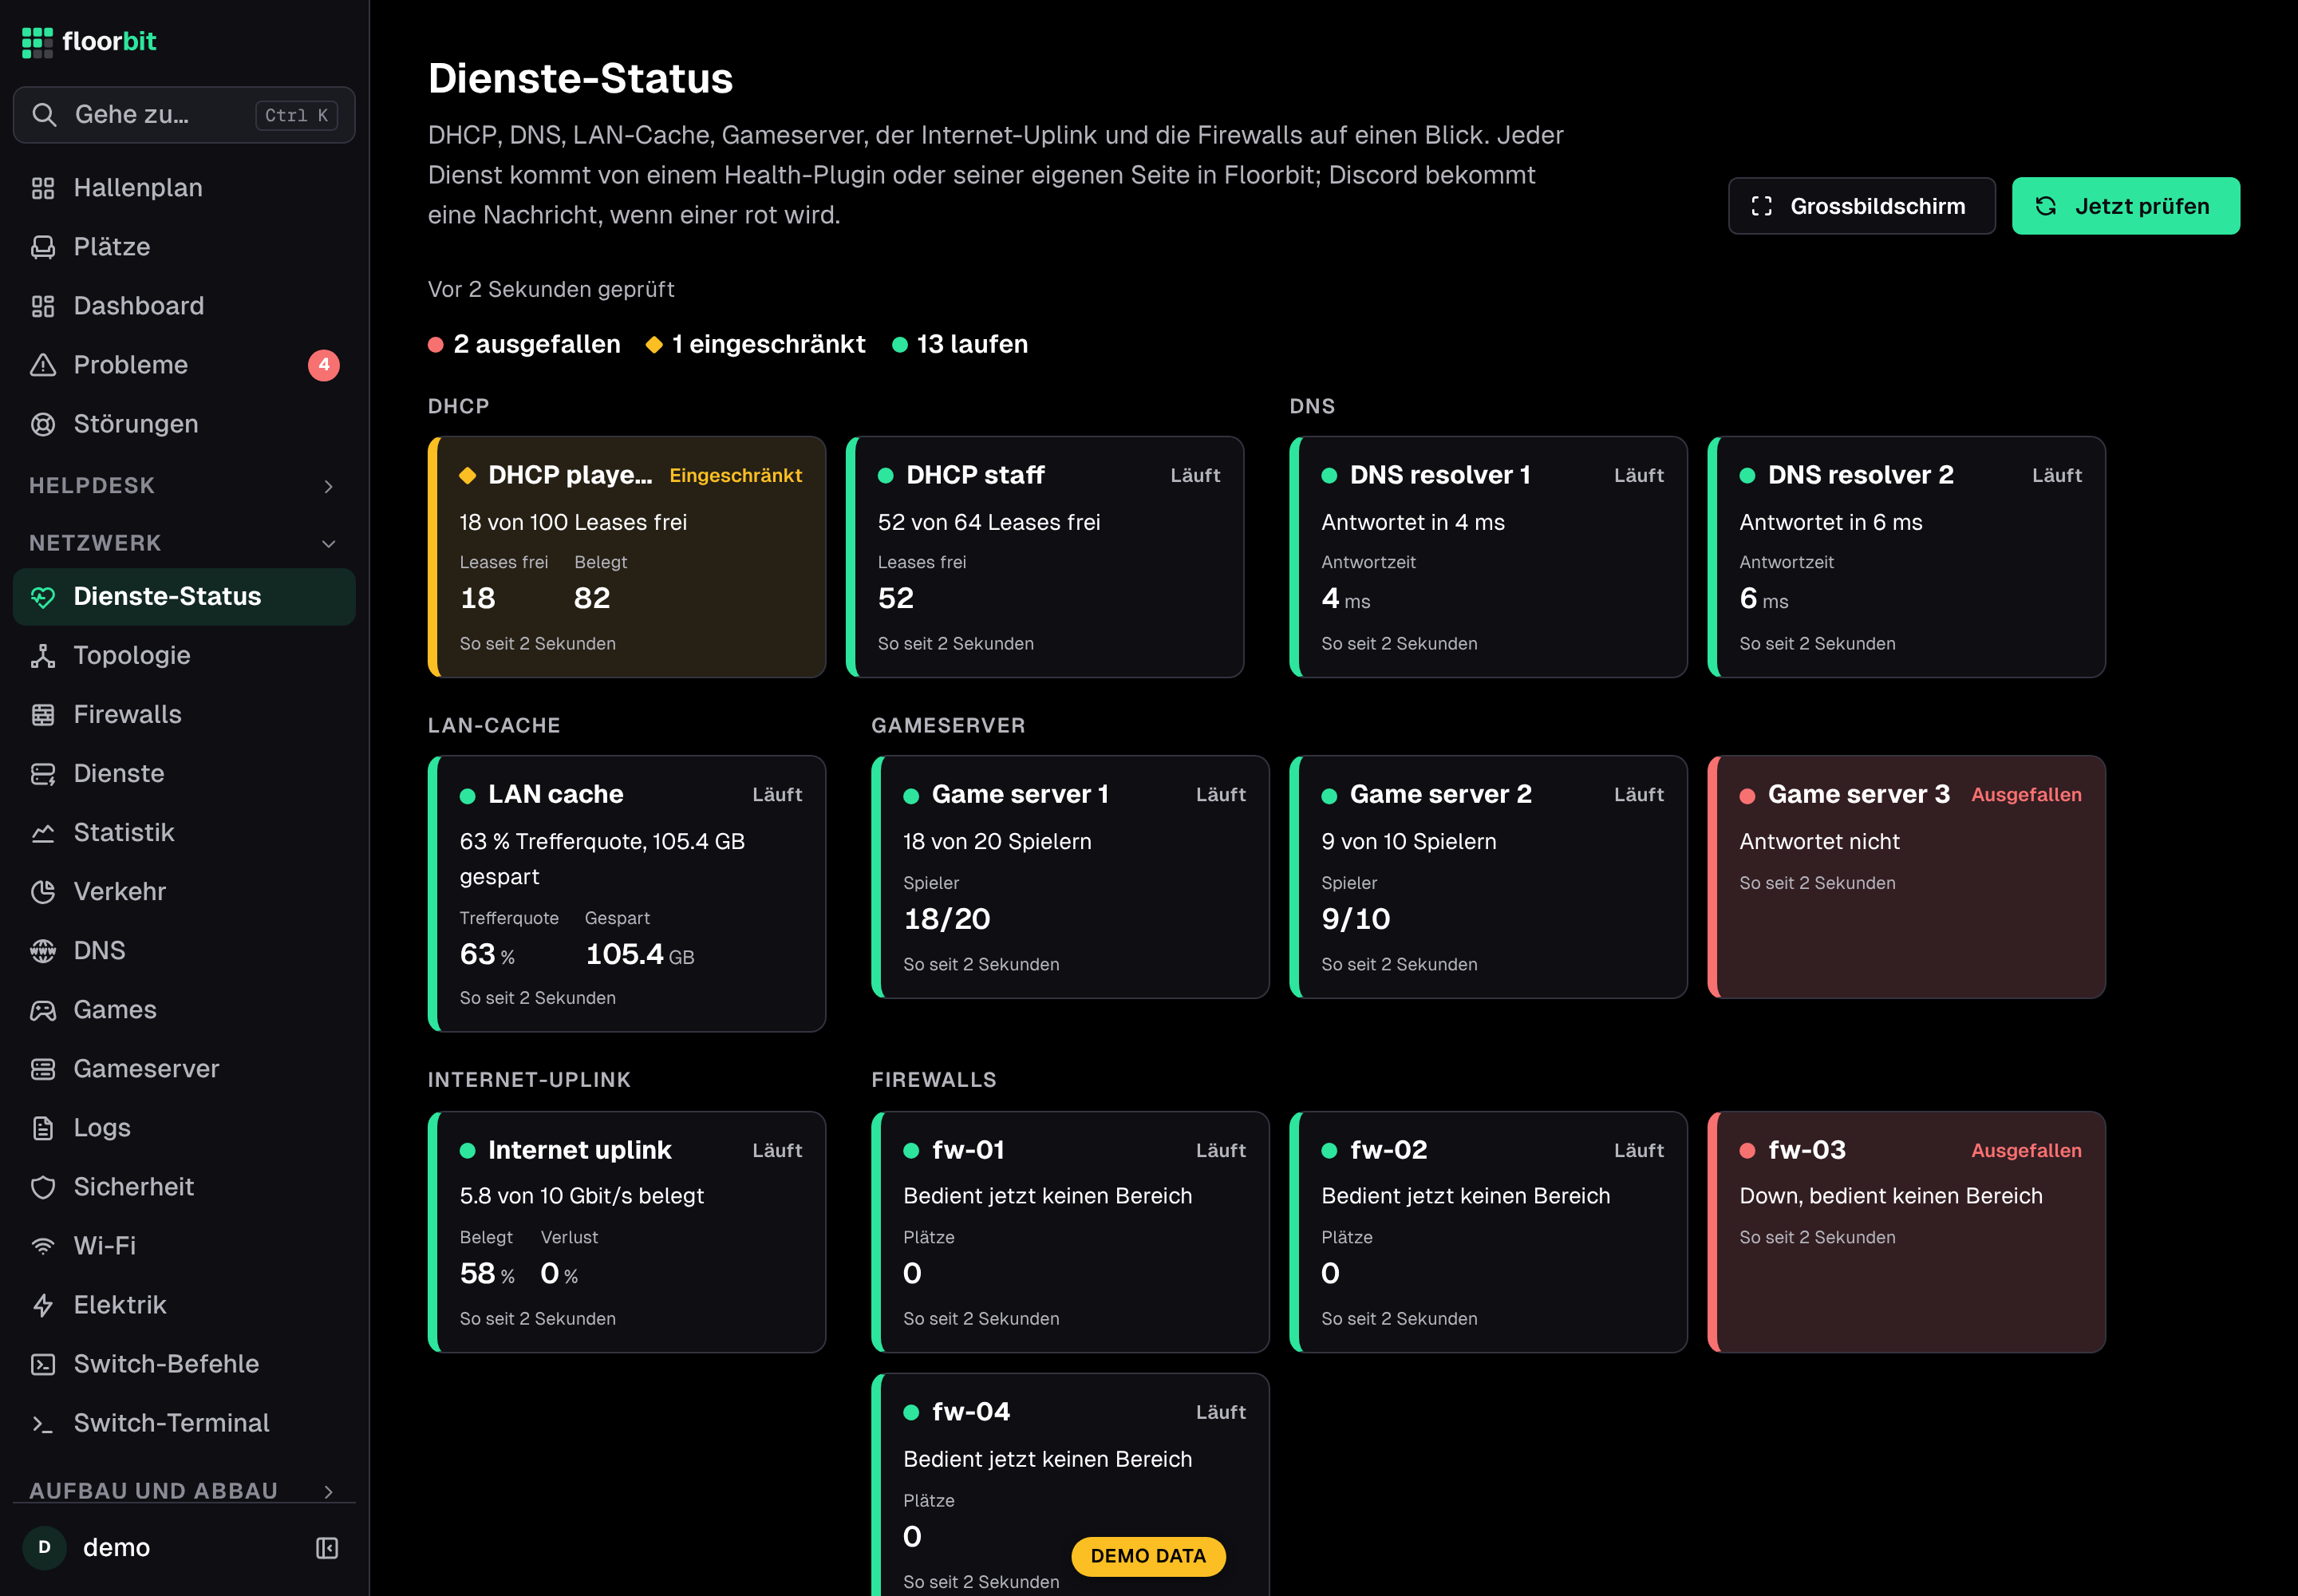 floorbit
Gehe zu...
Ctrl K
Hallenplan
Plätze
Dashboard
Probleme
4
Störungen
HELPDESK
NETZWERK
Dienste-Status
Topologie
Firewalls
Dienste
Statistik
Verkehr
DNS
Games
Gameserver
Logs
Sicherheit
Wi-Fi
Elektrik
Switch-Befehle
Switch-Terminal
AUFBAU UND ABBAU
D
demo
Dienste-Status
DHCP, DNS, LAN-Cache, Gameserver, der Internet-Uplink und die Firewalls auf einen Blick. Jeder
Dienst kommt von einem Health-Plugin oder seiner eigenen Seite in Floorbit; Discord bekommt
eine Nachricht, wenn einer rot wird.
Grossbildschirm
Jetzt prüfen
Vor 2 Sekunden geprüft
2 ausgefallen
1 eingeschränkt
13 laufen
DHCP
DHCP playe...
Eingeschränkt
18 von 100 Leases frei
Leases frei
Belegt
18
82
So seit 2 Sekunden
DHCP staff
Läuft
52 von 64 Leases frei
Leases frei
52
So seit 2 Sekunden
DNS
DNS resolver 1
Läuft
Antwortet in 4 ms
Antwortzeit
4 ms
So seit 2 Sekunden
DNS resolver 2
Läuft
Antwortet in 6 ms
Antwortzeit
6 ms
So seit 2 Sekunden
LAN-CACHE
LAN cache
Läuft
63 % Trefferquote, 105.4 GB
gespart
Trefferquote
Gespart
63 %
105.4 GB
So seit 2 Sekunden
GAMESERVER
Game server 1
Läuft
18 von 20 Spielern
Spieler
18/20
So seit 2 Sekunden
Game server 2
Läuft
9 von 10 Spielern
Spieler
9/10
So seit 2 Sekunden
Game server 3
Ausgefallen
Antwortet nicht
So seit 2 Sekunden
INTERNET-UPLINK
Internet uplink
Läuft
5.8 von 10 Gbit/s belegt
Belegt
Verlust
58 %
0 %
So seit 2 Sekunden
FIREWALLS
fw-01
Läuft
Bedient jetzt keinen Bereich
Plätze
0
So seit 2 Sekunden
fw-02
Läuft
Bedient jetzt keinen Bereich
Plätze
0
So seit 2 Sekunden
fw-03
Ausgefallen
Down, bedient keinen Bereich
So seit 2 Sekunden
fw-04
Läuft
Bedient jetzt keinen Bereich
Plätze
0
So seit 2 Sekunden
DEMO DATA